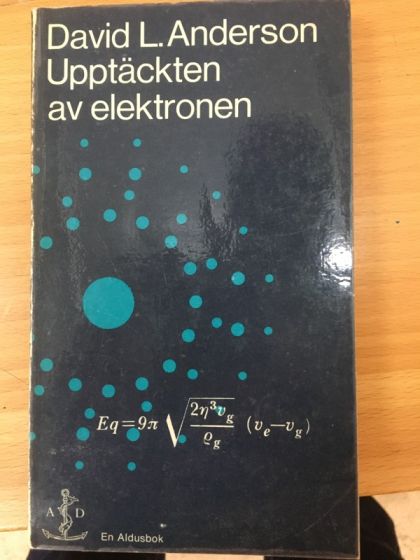 David L. Anderson
Upptäckten
av elektronen
Eq=9π √(2η³v_g/ϱ_g) (v_e—v_g)
A D
En Aldusbok